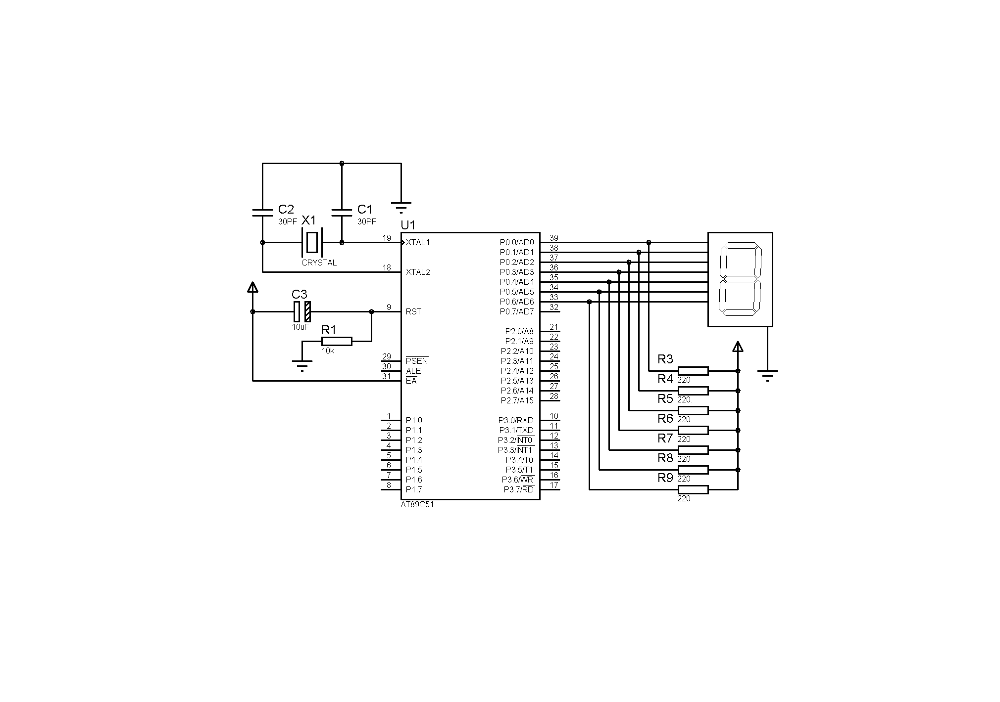 C2
30PF
X1
CRYSTAL
C1
30PF
C3
10uF
R1
10k
U1
19 XTAL1
18 XTAL2
9 RST
29 PSEN
30 ALE
31 EA
1 P1.0
2 P1.1
3 P1.2
4 P1.3
5 P1.4
6 P1.5
7 P1.6
8 P1.7
P0.0/AD0 39
P0.1/AD1 38
P0.2/AD2 37
P0.3/AD3 36
P0.4/AD4 35
P0.5/AD5 34
P0.6/AD6 33
P0.7/AD7 32
P2.0/A8 21
P2.1/A9 22
P2.2/A10 23
P2.3/A11 24
P2.4/A12 25
P2.5/A13 26
P2.6/A14 27
P2.7/A15 28
P3.0/RXD 10
P3.1/TXD 11
P3.2/INT0 12
P3.3/INT1 13
P3.4/T0 14
P3.5/T1 15
P3.6/WR 16
P3.7/RD 17
AT89C51
R3
220
R4
220.
R5
220
R6
220
R7
220
R8
220
R9
220